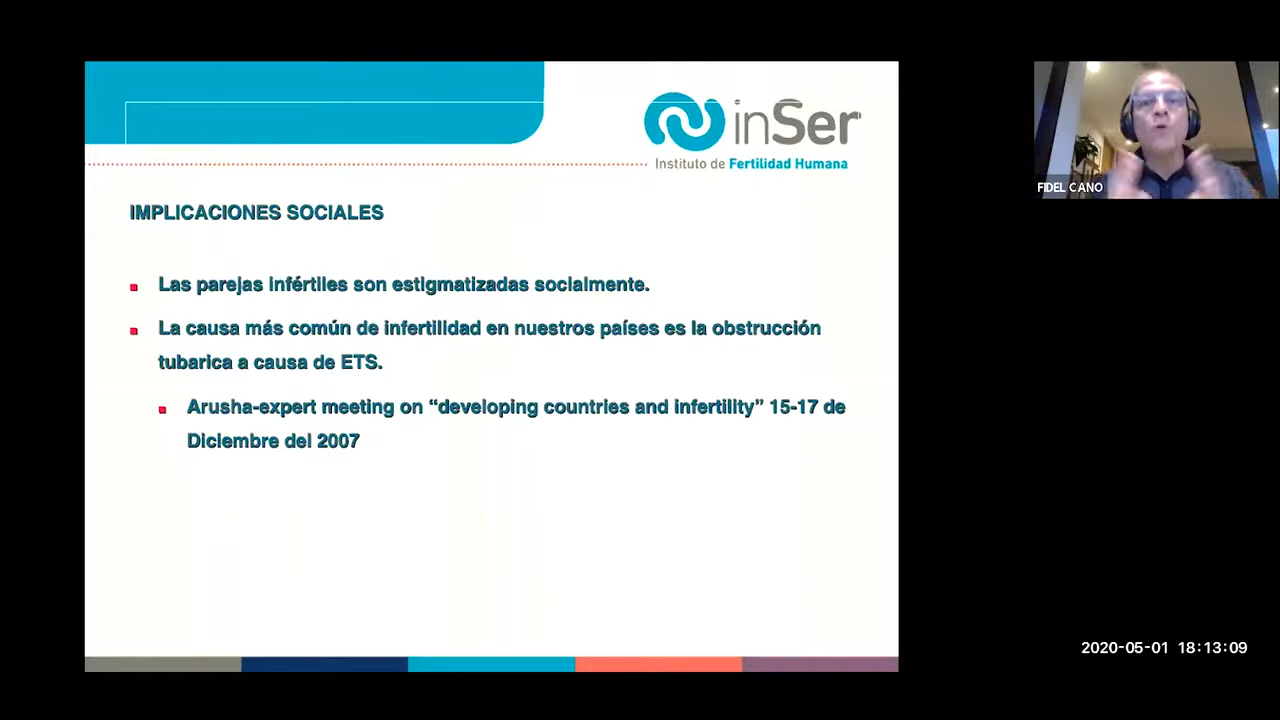 inSer
Instituto de Fertilidad Humana
FIDEL CANO
IMPLICACIONES SOCIALES
Las parejas infértiles son estigmatizadas socialmente.
La causa más común de infertilidad en nuestros países es la obstrucción
tubarica a causa de ETS.
Arusha-expert meeting on “developing countries and infertility” 15-17 de
Diciembre del 2007
2020-05-01 18:13:09